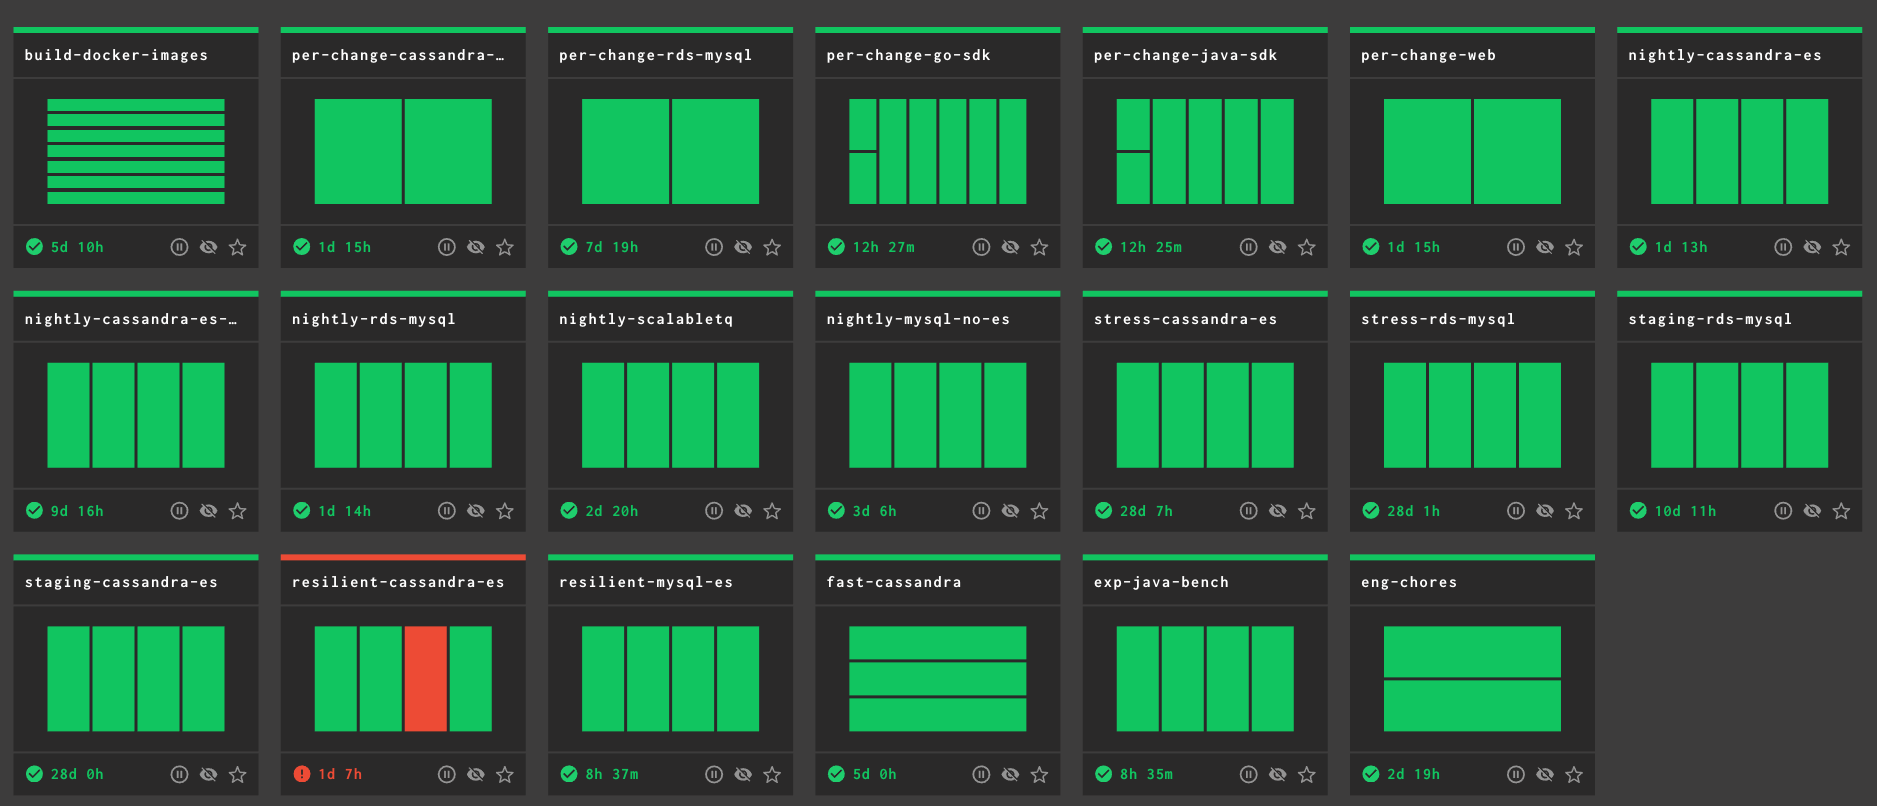 build-docker-images
per-change-cassandra-…
per-change-rds-mysql
per-change-go-sdk
per-change-java-sdk
per-change-web
nightly-cassandra-es
5d 10h
1d 15h
7d 19h
12h 27m
12h 25m
1d 15h
1d 13h
nightly-cassandra-es-…
nightly-rds-mysql
nightly-scalabletq
nightly-mysql-no-es
stress-cassandra-es
stress-rds-mysql
staging-rds-mysql
9d 16h
1d 14h
2d 20h
3d 6h
28d 7h
28d 1h
10d 11h
staging-cassandra-es
resilient-cassandra-es
resilient-mysql-es
fast-cassandra
exp-java-bench
eng-chores
28d 0h
1d 7h
8h 37m
5d 0h
8h 35m
2d 19h